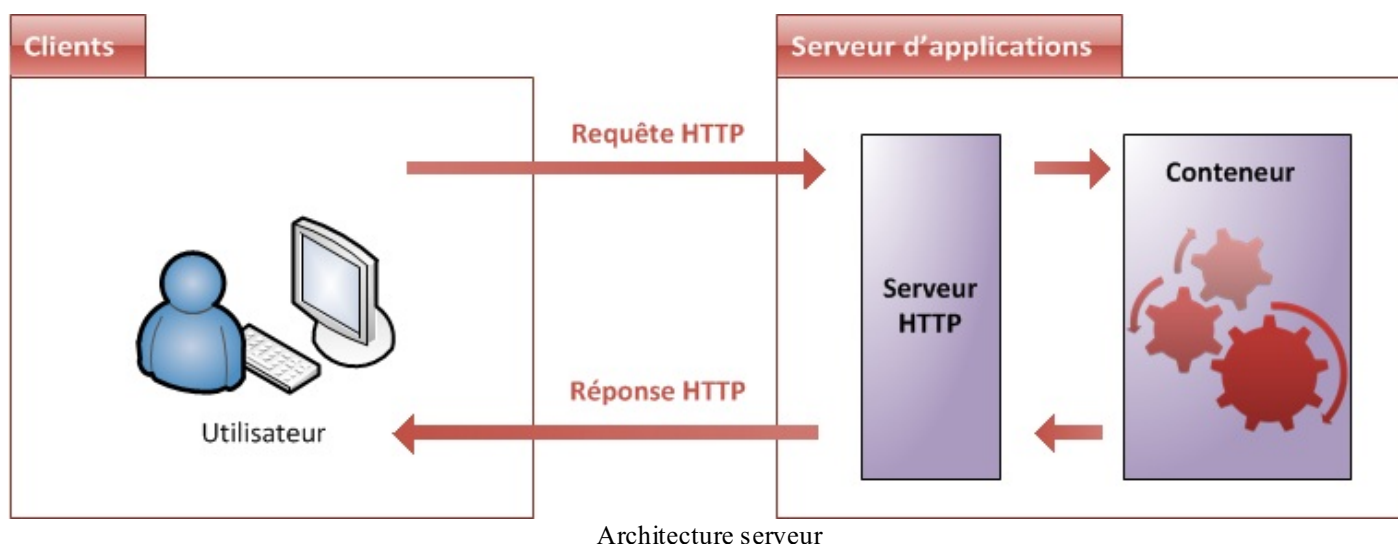 Clients
Serveur d'applications
Requête HTTP
Conteneur
Serveur
HTTP
Réponse HTTP
Utilisateur
Architecture serveur